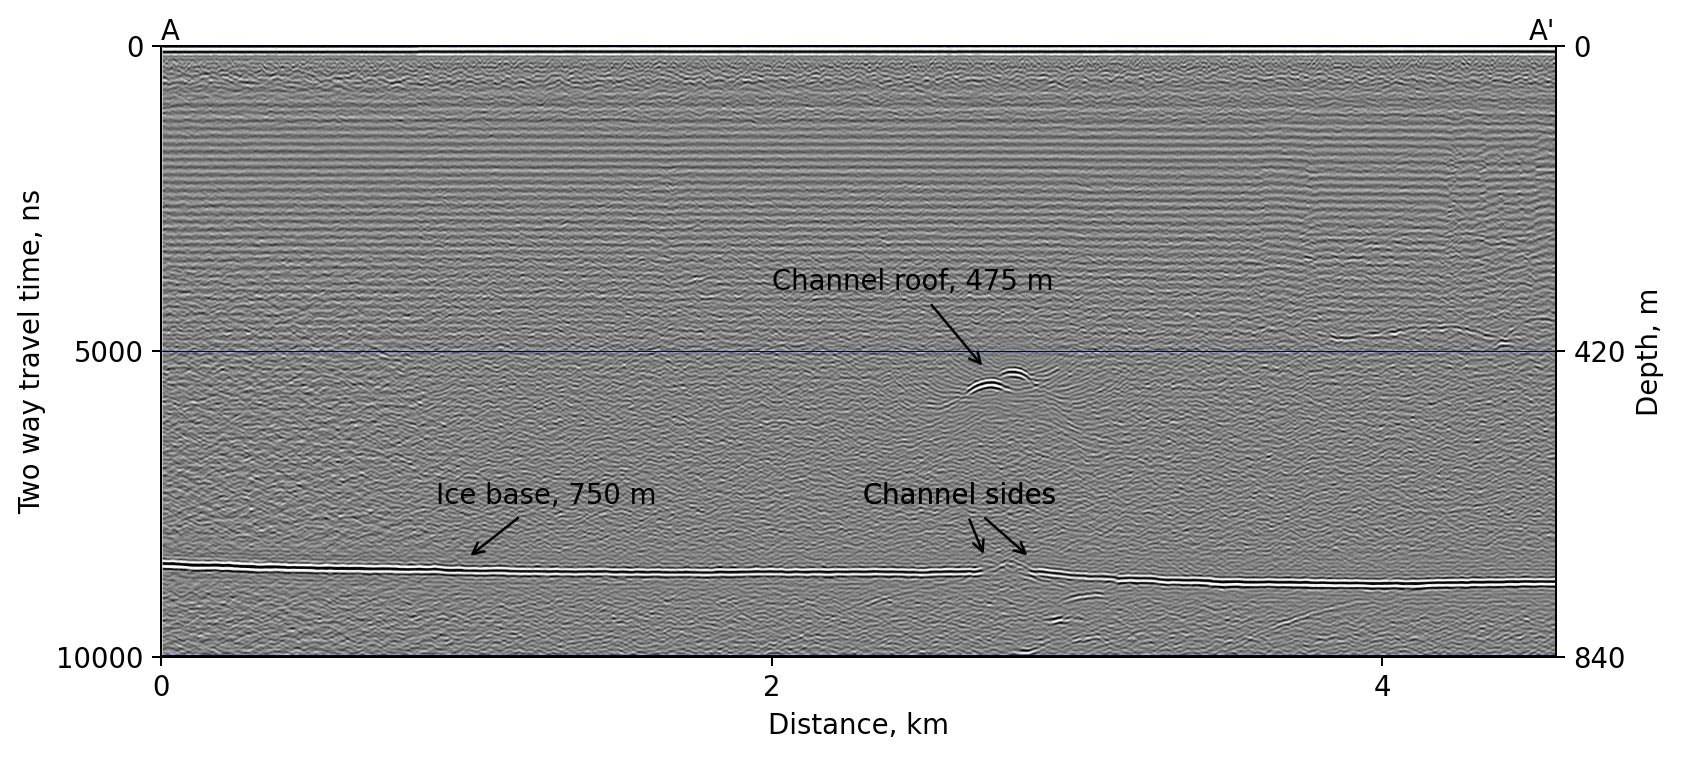 A
A'
0
0
Two way travel time, ns
Channel roof, 475 m
5000
420
Depth, m
Ice base, 750 m
Channel sides
10000
840
0
2
4
Distance, km